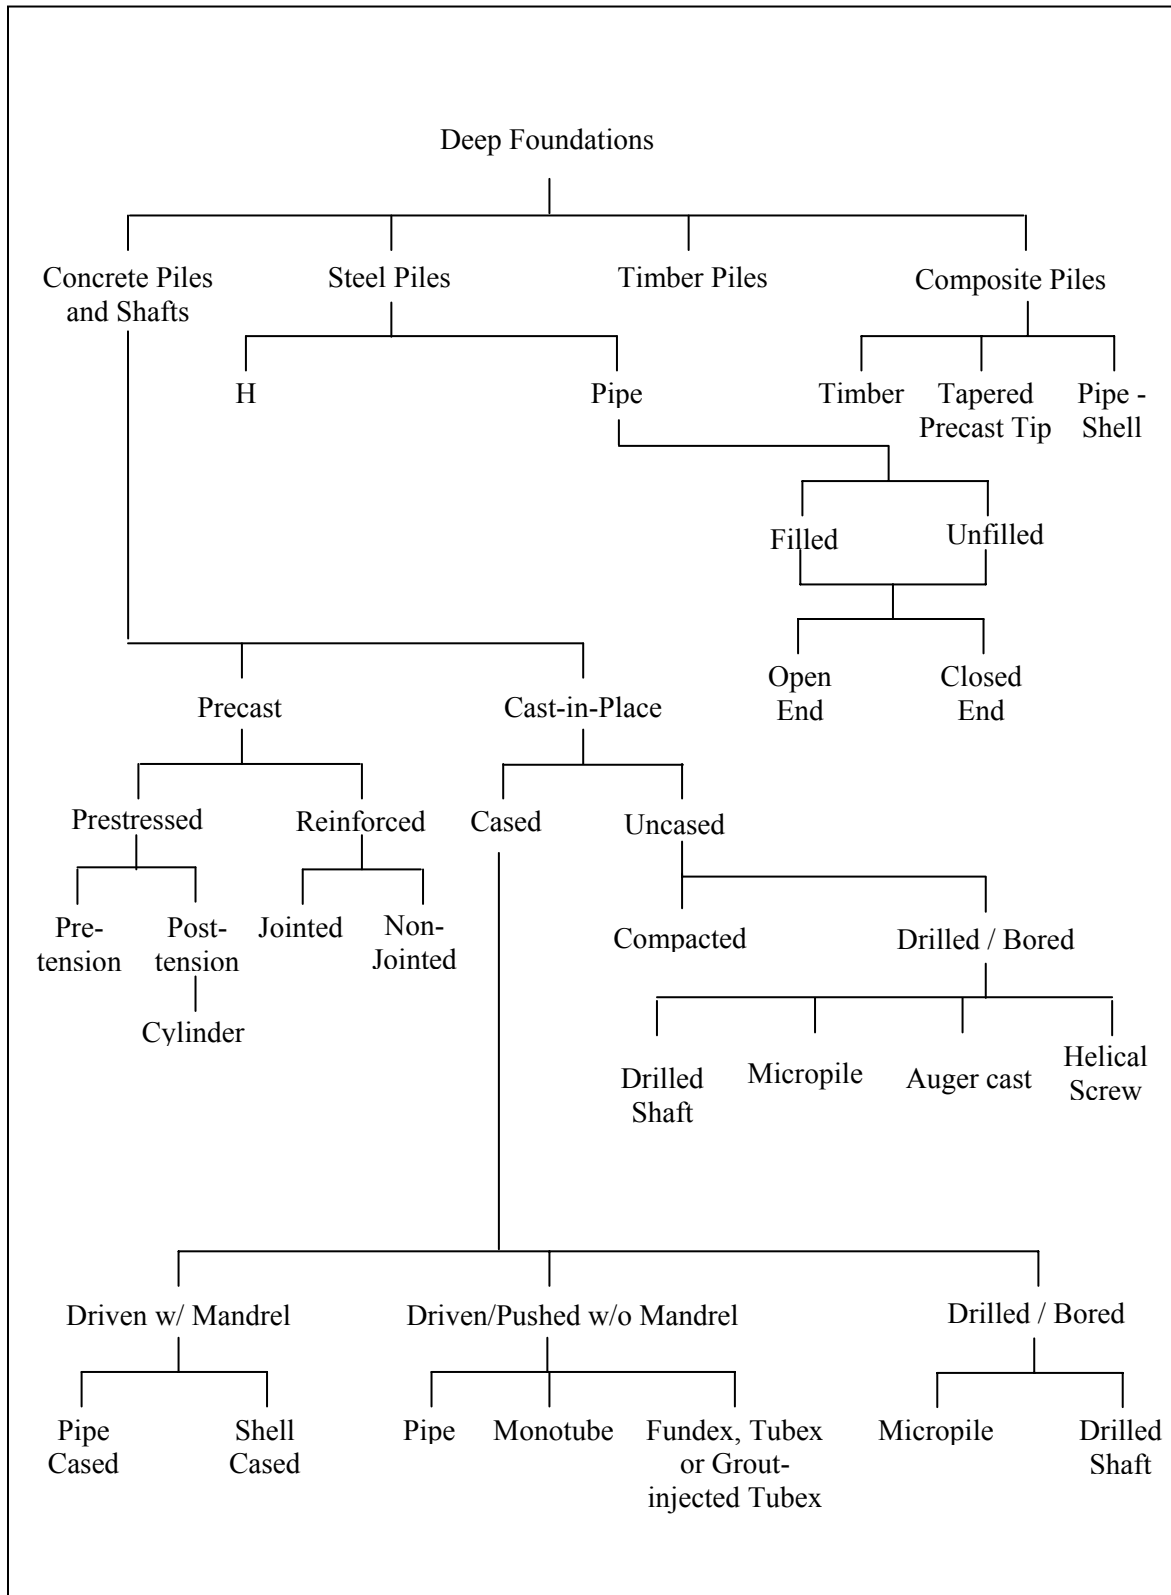 Deep Foundations
Concrete Piles
and Shafts
Steel Piles
Timber Piles
Composite Piles
H
Pipe
Timber
Tapered
Precast Tip
Pipe -
Shell
Filled
Unfilled
Open
End
Closed
End
Precast
Cast-in-Place
Prestressed
Reinforced
Cased
Uncased
Pre-
tension
Post-
tension
Jointed
Non-
Jointed
Cylinder
Compacted
Drilled / Bored
Drilled
Shaft
Micropile
Auger cast
Helical
Screw
Driven w/ Mandrel
Driven/Pushed w/o Mandrel
Drilled / Bored
Pipe
Cased
Shell
Cased
Pipe
Monotube
Fundex, Tubex
or Grout-
injected Tubex
Micropile
Drilled
Shaft